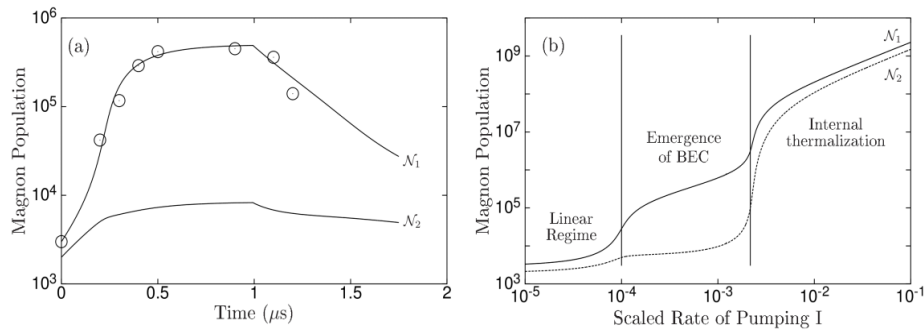 (a)
Magnon Population
10^6
10^5
10^4
10^3
0
0.5
1
1.5
2
Time (μs)
𝒩_1
𝒩_2
(b)
Magnon Population
10^9
10^7
10^5
10^3
10^-5
10^-4
10^-3
10^-2
10^-1
Scaled Rate of Pumping I
Linear
Regime
Emergence
of BEC
Internal
thermalization
𝒩_1
𝒩_2